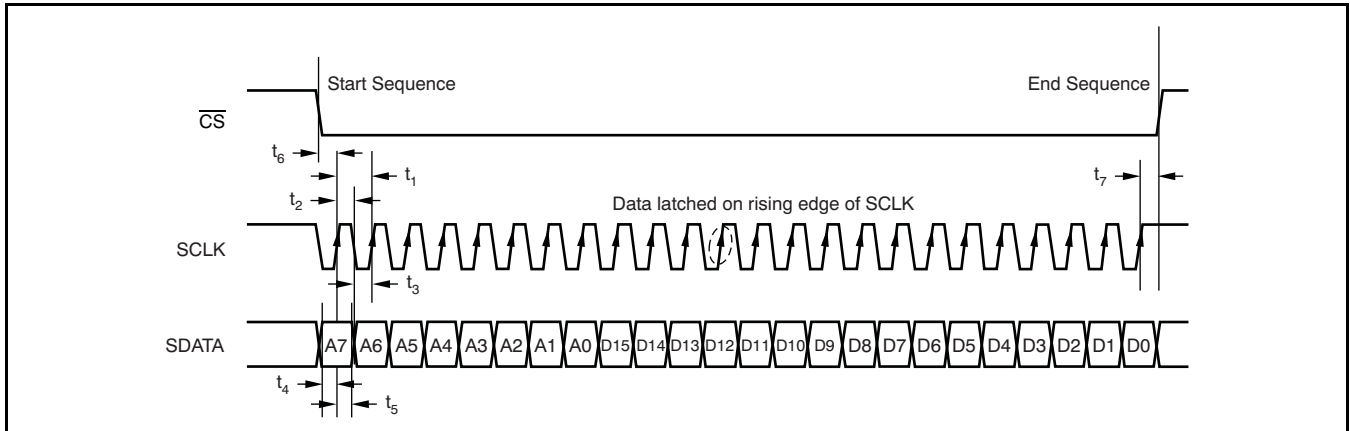 Start Sequence
End Sequence
CS
t6
t1
t7
t2
Data latched on rising edge of SCLK
SCLK
t3
SDATA
A7 A6 A5 A4 A3 A2 A1 A0 D15 D14 D13 D12 D11 D10 D9 D8 D7 D6 D5 D4 D3 D2 D1 D0
t4
t5